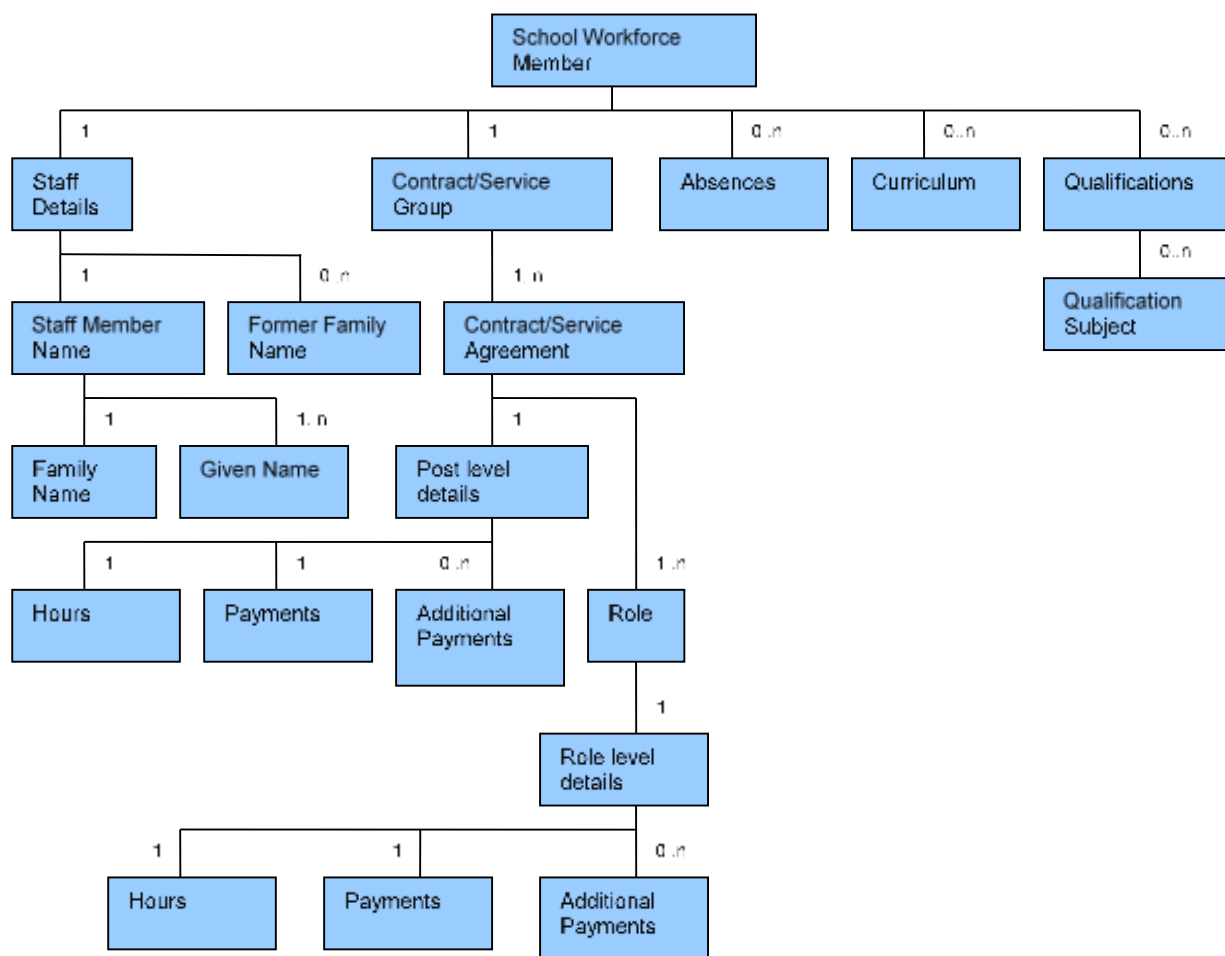 School Workforce
Member
1
1
0..n
0..n
0..n
Staff
Details
Contract/Service
Group
Absences
Curriculum
Qualifications
1
0..n
1..n
0..n
Staff Member
Name
Former Family
Name
Contract/Service
Agreement
Qualification
Subject
1
1..n
1
Family
Name
Given Name
Post level
details
1
1
0..n
1..n
Hours
Payments
Additional
Payments
Role
1
Role level
details
1
1
0..n
Hours
Payments
Additional
Payments